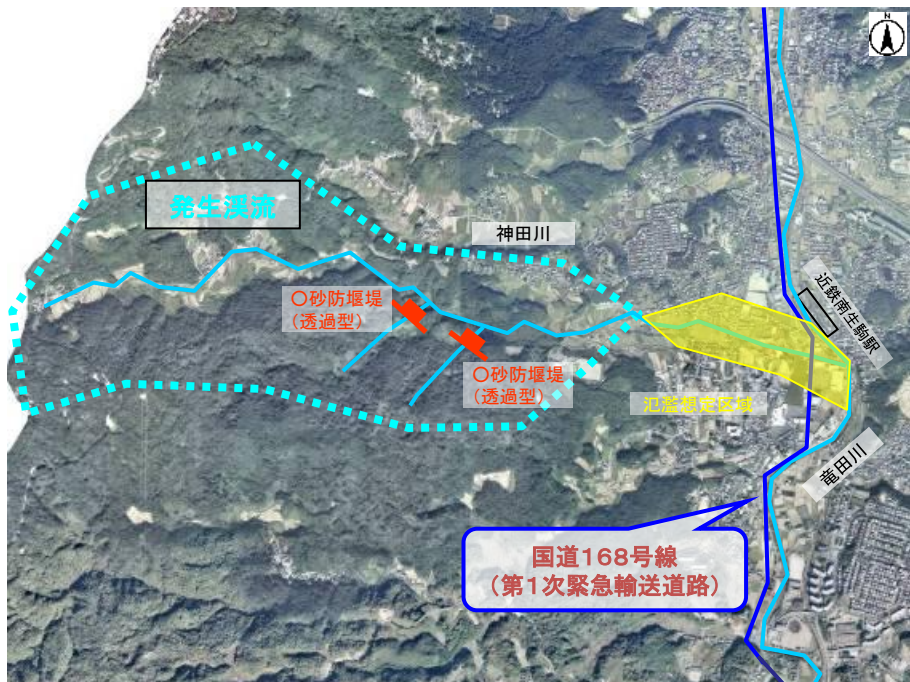 N
発生渓流
神田川
〇砂防堰堤
（透過型）
〇砂防堰堤
（透過型）
近鉄南生駒駅
氾濫想定区域
竜田川
国道１６８号線
（第１次緊急輸送道路）